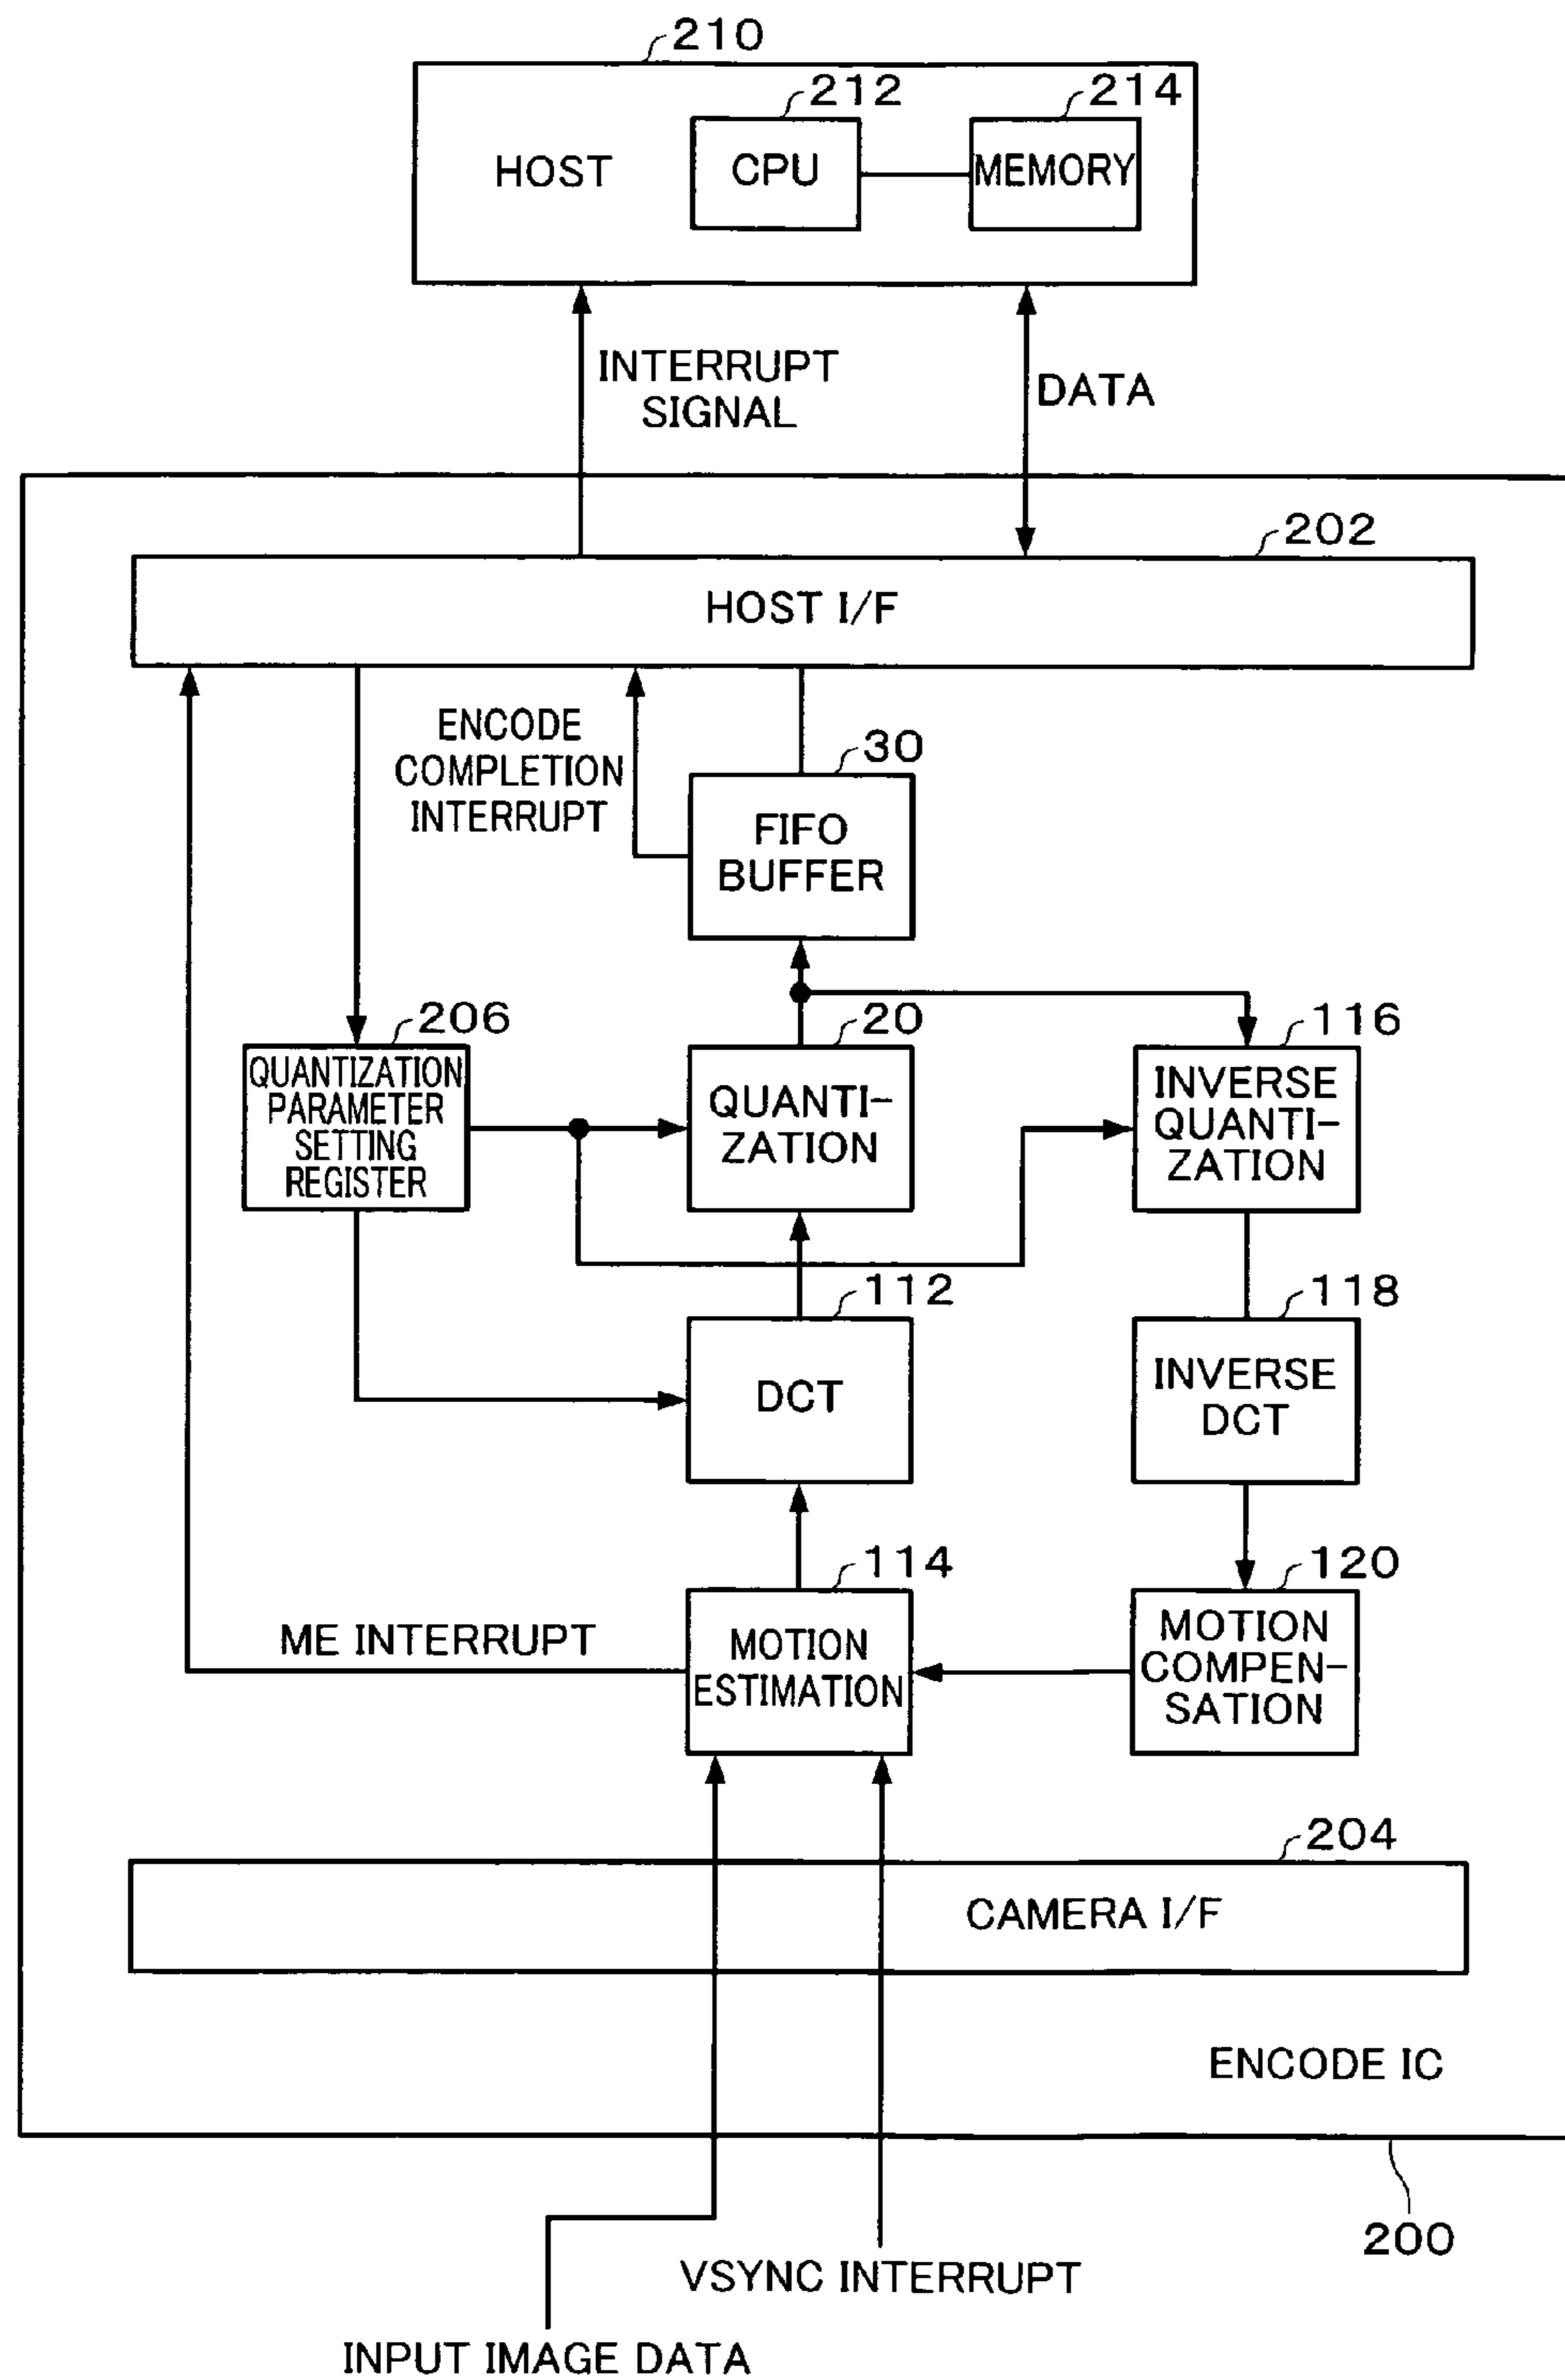 210
212
214
HOST
CPU
MEMORY
INTERRUPT
SIGNAL
DATA
202
HOST I/F
ENCODE
COMPLETION
INTERRUPT
30
FIFO
BUFFER
206
QUANTIZATION
PARAMETER
SETTING
REGISTER
20
QUANTI-
ZATION
116
INVERSE
QUANTI-
ZATION
112
DCT
118
INVERSE
DCT
114
MOTION
ESTIMATION
ME INTERRUPT
120
MOTION
COMPEN-
SATION
204
CAMERA I/F
ENCODE IC
200
VSYNC INTERRUPT
INPUT IMAGE DATA